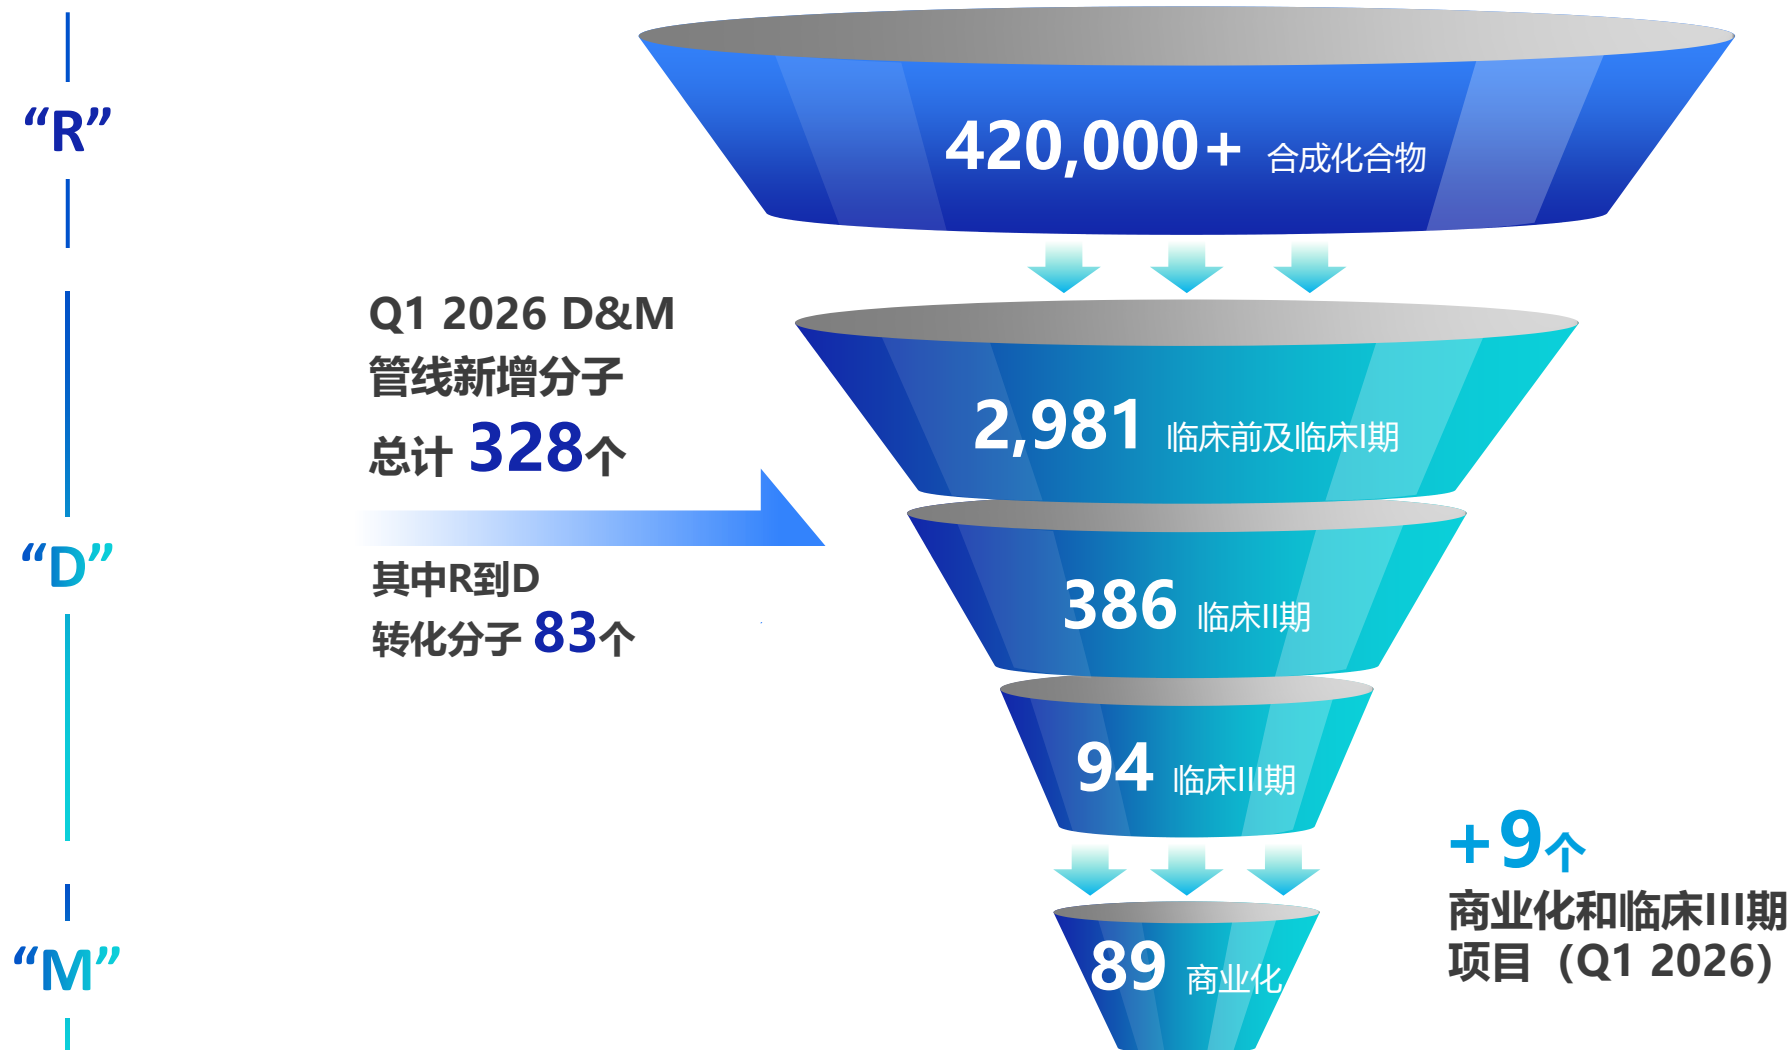 “R”
420,000+ 合成化合物
Q1 2026 D&M
管线新增分子
总计 328个
2,981 临床前及临床I期
“D”
其中R到D
转化分子 83个
386 临床II期
94 临床III期
+9个
商业化和临床III期
项目（Q1 2026）
“M”
89 商业化